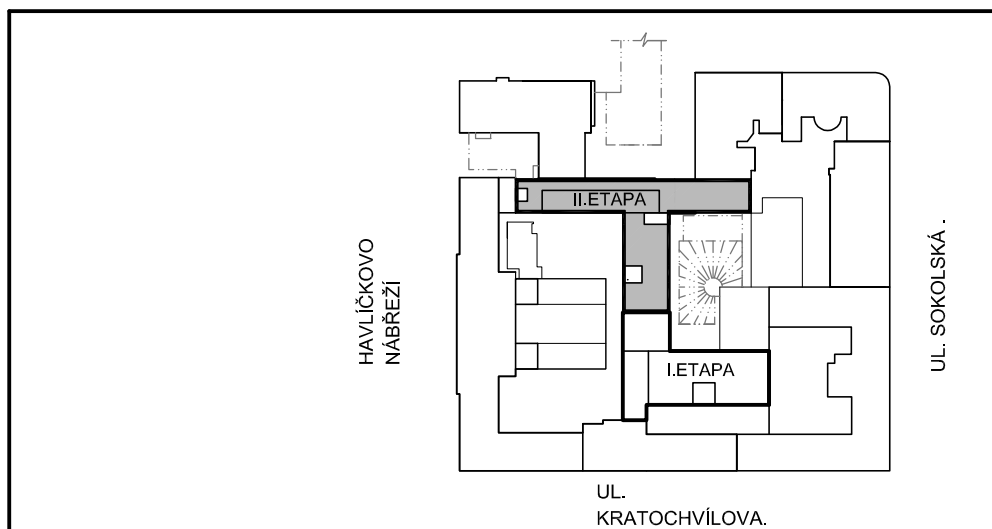 II.ETAPA
HAVLÍČKOVO
NÁBŘEŽÍ
UL. SOKOLSKÁ .
I.ETAPA
UL.
KRATOCHVÍLOVA.